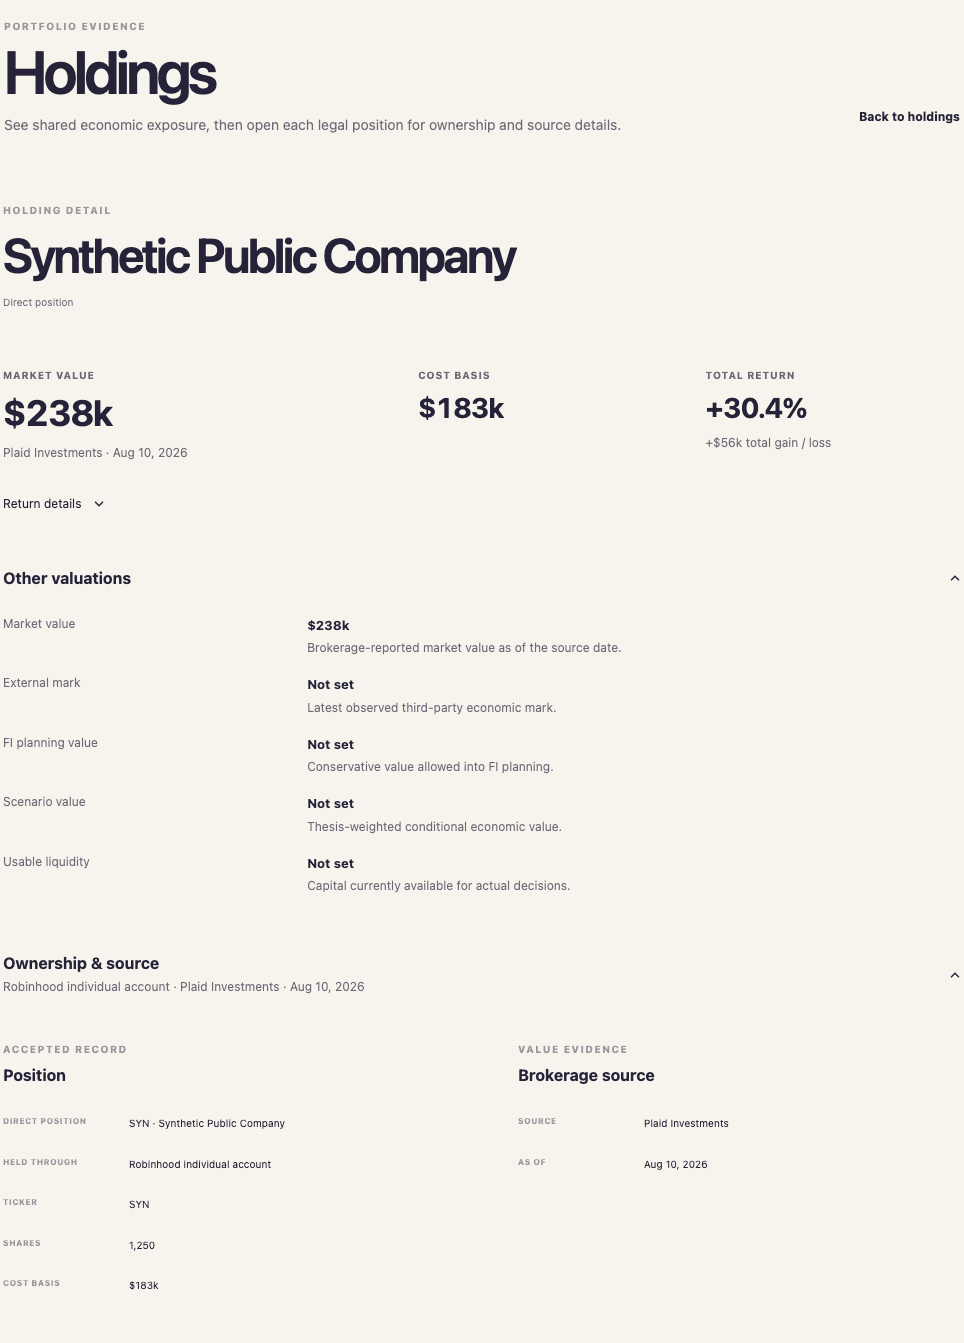 PORTFOLIO EVIDENCE
Holdings
See shared economic exposure, then open each legal position for ownership and source details.
Back to holdings
HOLDING DETAIL
Synthetic Public Company
Direct position
MARKET VALUE
$238k
Plaid Investments · Aug 10, 2026
COST BASIS
$183k
TOTAL RETURN
+30.4%
+$56k total gain / loss
Return details
Other valuations
Market value
$238k
Brokerage-reported market value as of the source date.
External mark
Not set
Latest observed third-party economic mark.
FI planning value
Not set
Conservative value allowed into FI planning.
Scenario value
Not set
Thesis-weighted conditional economic value.
Usable liquidity
Not set
Capital currently available for actual decisions.
Ownership & source
Robinhood individual account · Plaid Investments · Aug 10, 2026
ACCEPTED RECORD
Position
DIRECT POSITION
SYN · Synthetic Public Company
HELD THROUGH
Robinhood individual account
TICKER
SYN
SHARES
1,250
COST BASIS
$183k
VALUE EVIDENCE
Brokerage source
SOURCE
Plaid Investments
AS OF
Aug 10, 2026